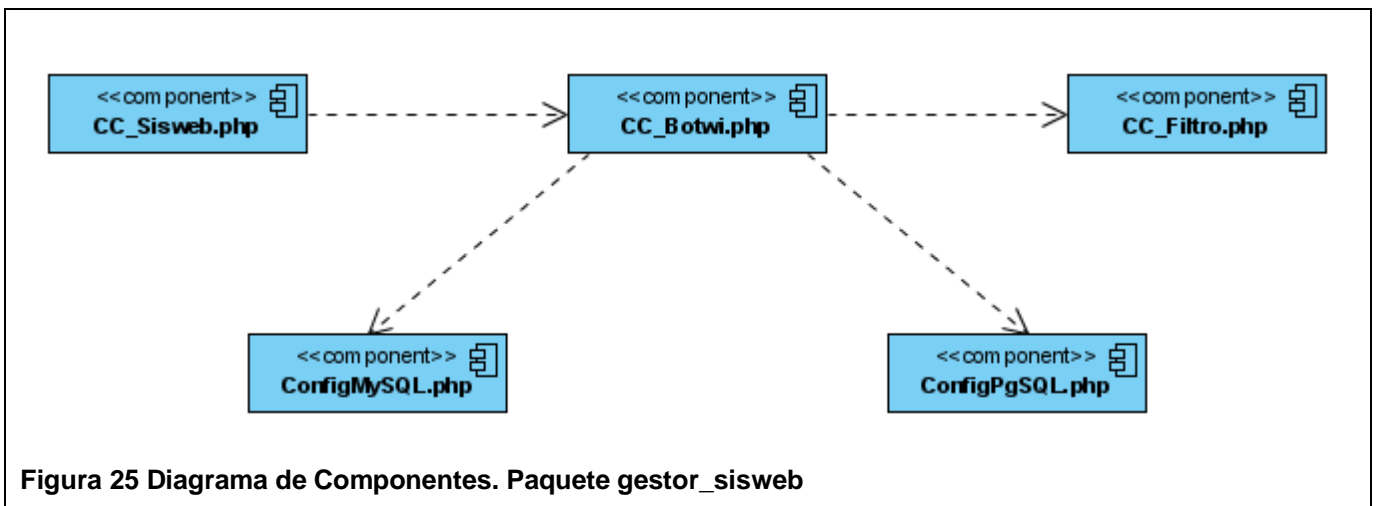 <<component>>
CC_Sisweb.php
<<component>>
CC_Botwi.php
<<component>>
CC_Filtro.php
<<component>>
ConfigMySQL.php
<<component>>
ConfigPgSQL.php
Figura 25 Diagrama de Componentes. Paquete gestor_sisweb